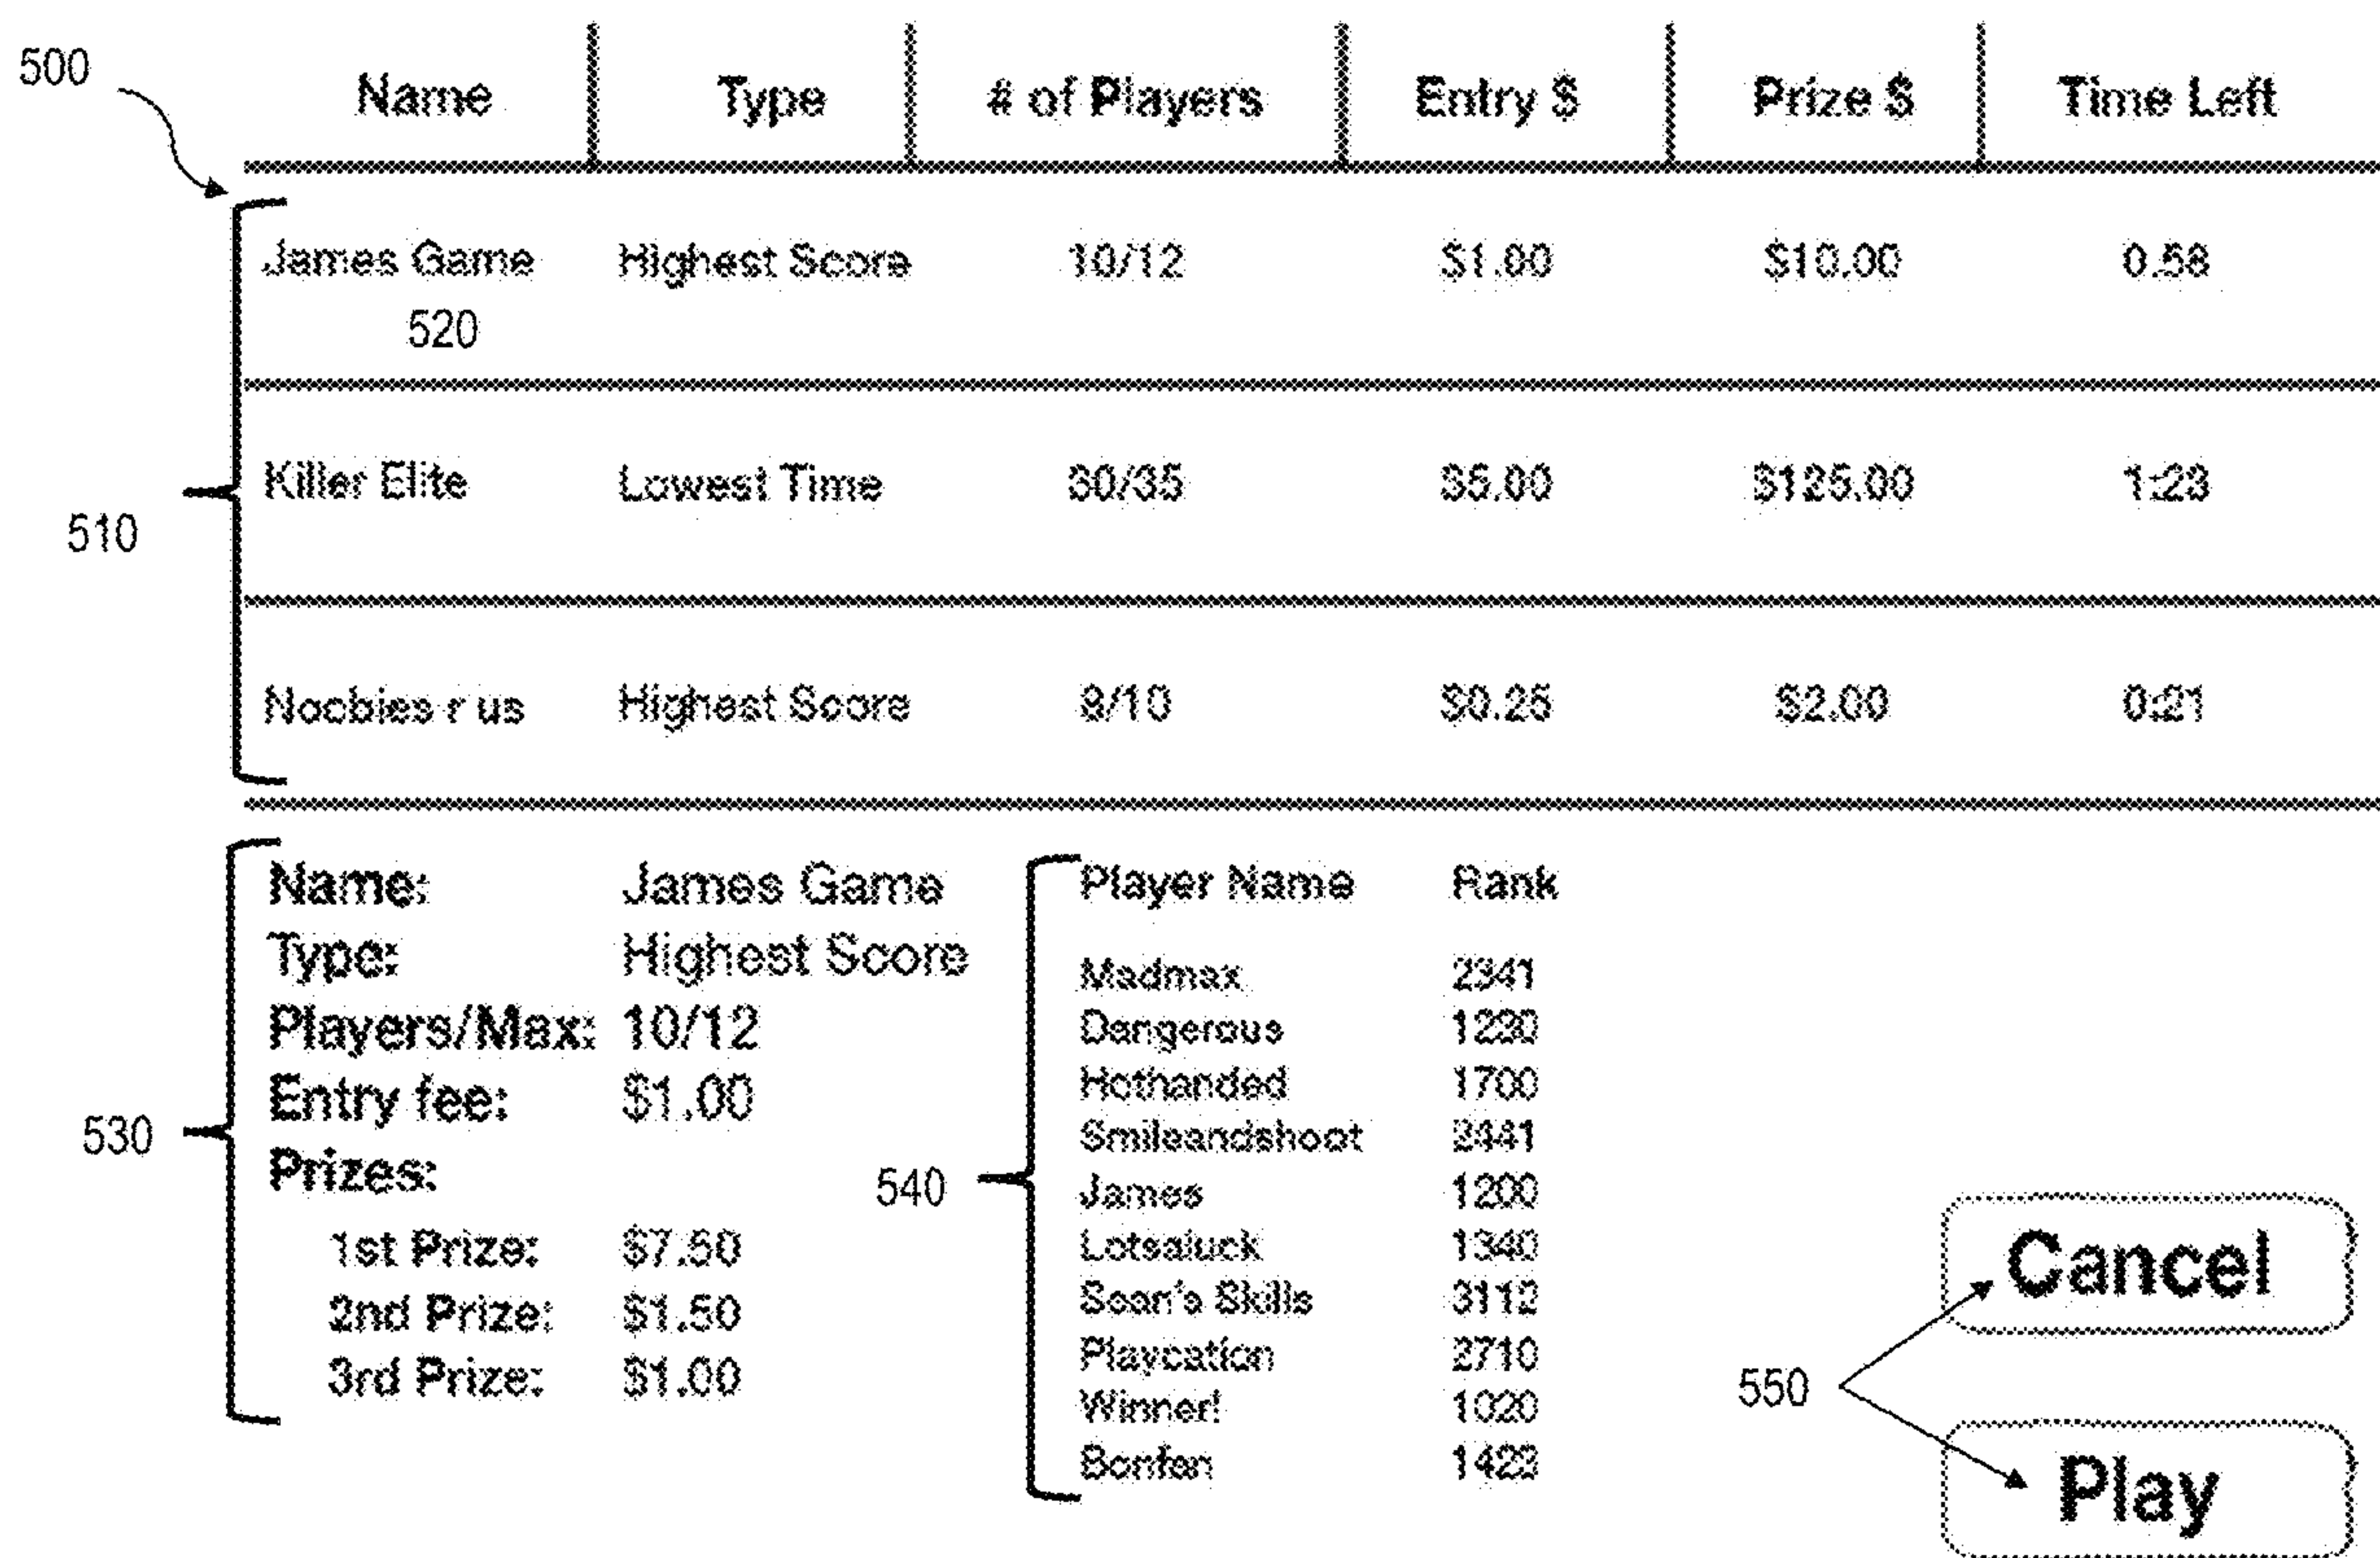 500
Name Type # of Players Entry $ Prize $ Time Left
James Game Highest Score 10/12 $1.00 $10.00 0:58
520
Killer Elite Lowest Time 30/35 $5.00 $125.00 1:23
510
Noobies r us Highest Score $0.25 $2.00 0:21
Name: James Game
Type: Highest Score
Players/Max: 10/12
Entry fee: $1.00
Prizes:
1st Prize: $7.50
2nd Prize: $1.50
3rd Prize: $1.00
530
Player Name Rank
Madmax 2341
Dangerous 1230
Hothanded 1700
Smileandshoot 2441
James 1200
Lotsaluck 1340
Sean's Skills 3112
Playcation 2710
Winner! 1020
1423
540
Cancel
550
Play